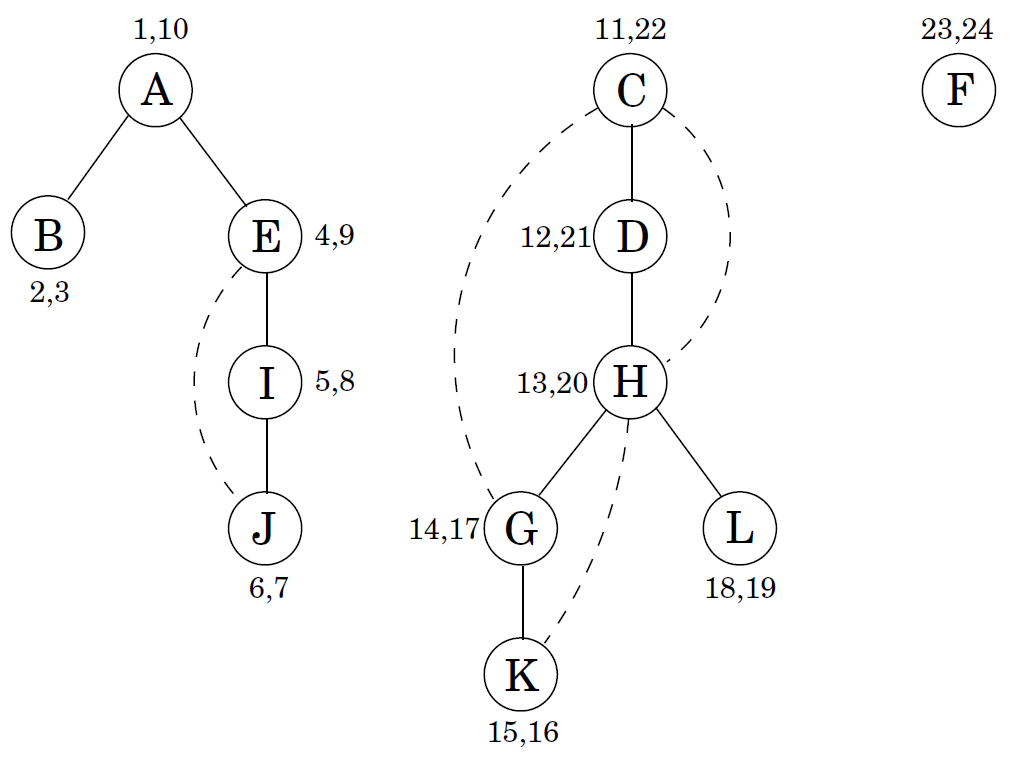 1,10
11,22
23,24
A
C
F
B
E
4,9
12,21
D
2,3
I
5,8
13,20
H
J
14,17
G
L
6,7
18,19
K
15,16